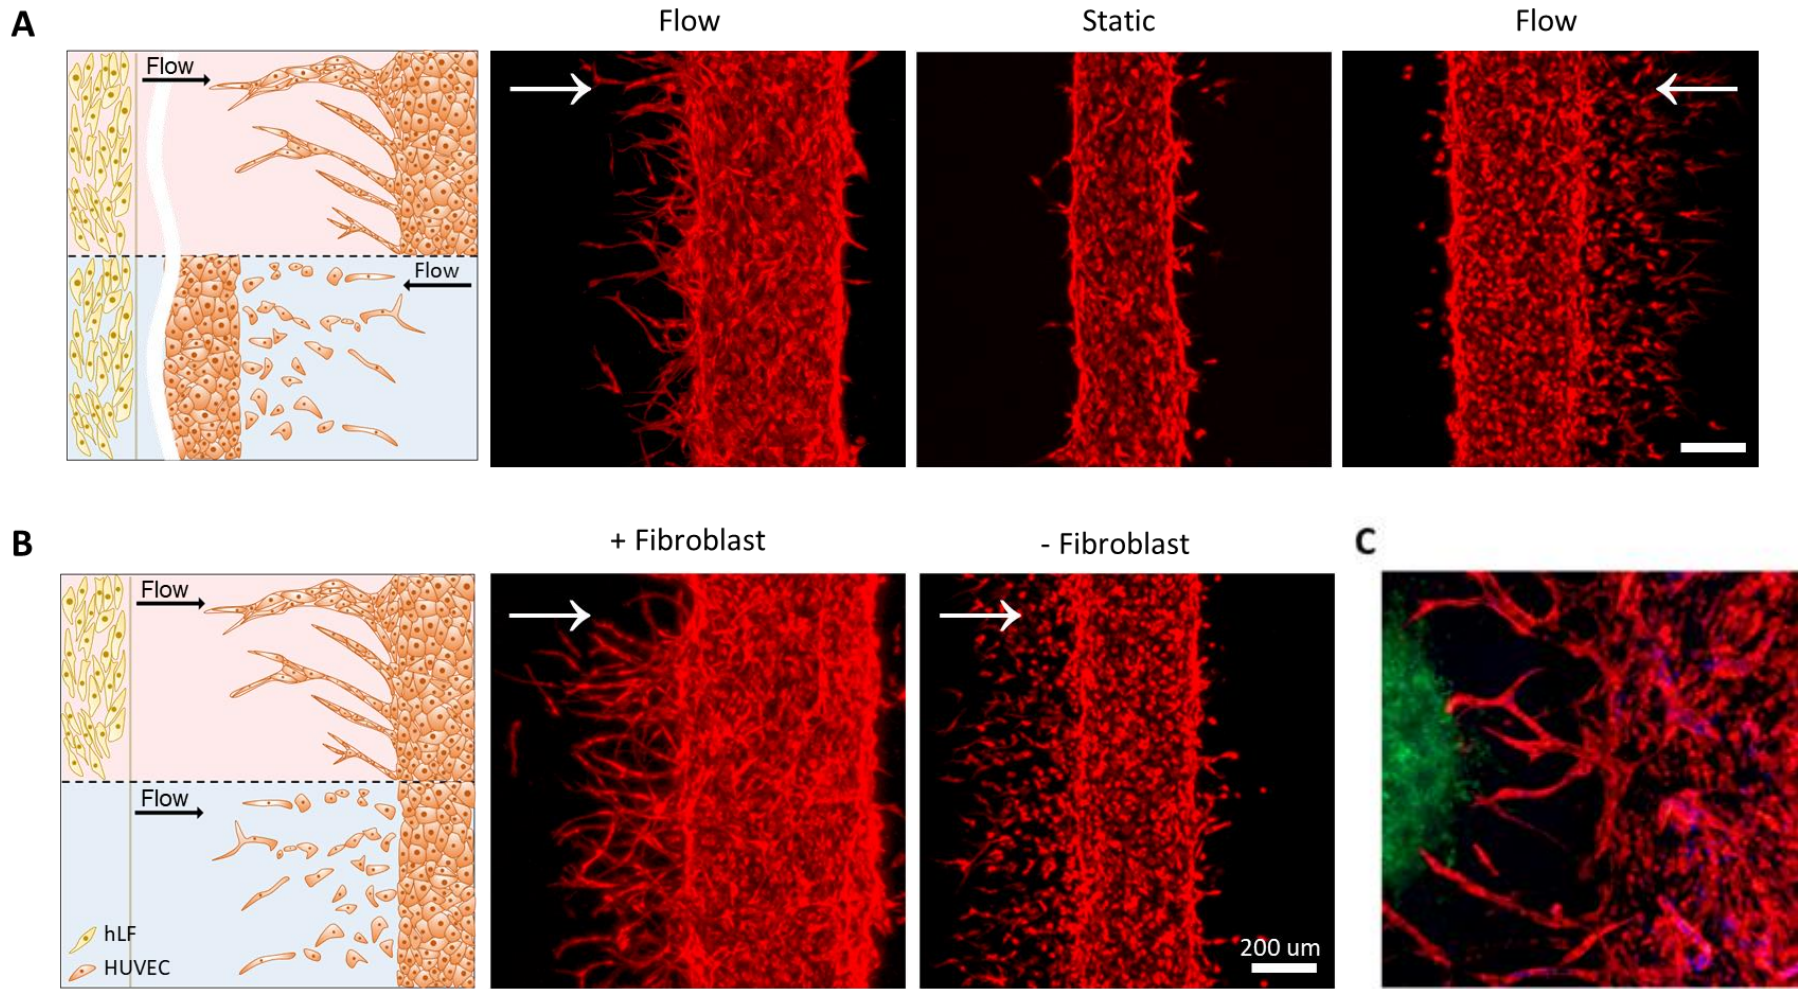 A
Flow
Static
Flow
Flow
Flow
B
+ Fibroblast
- Fibroblast
C
Flow
Flow
hLF
HUVEC
200 um